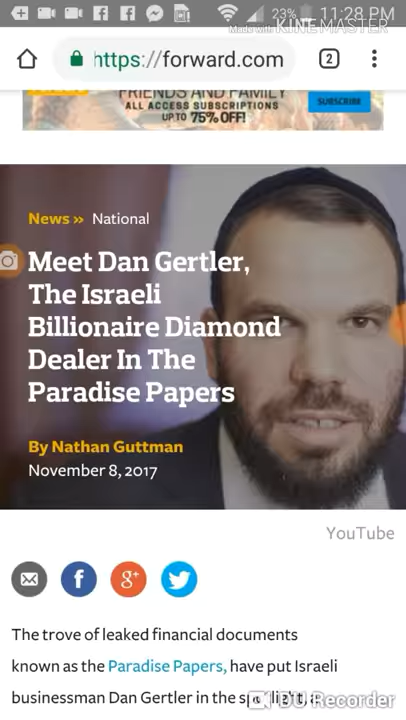 23% 11:28 PM
Made with KINEMASTER
https://forward.com
2
FRIENDS AND FAMILY
ALL ACCESS SUBSCRIPTIONS
UP TO 75% OFF!
SUBSCRIBE
News » National
Meet Dan Gertler,
The Israeli
Billionaire Diamond
Dealer In The
Paradise Papers
By Nathan Guttman
November 8, 2017
YouTube
f
g+
The trove of leaked financial documents
known as the Paradise Papers, have put Israeli
businessman Dan Gertler in the spotlight, a
DU Recorder